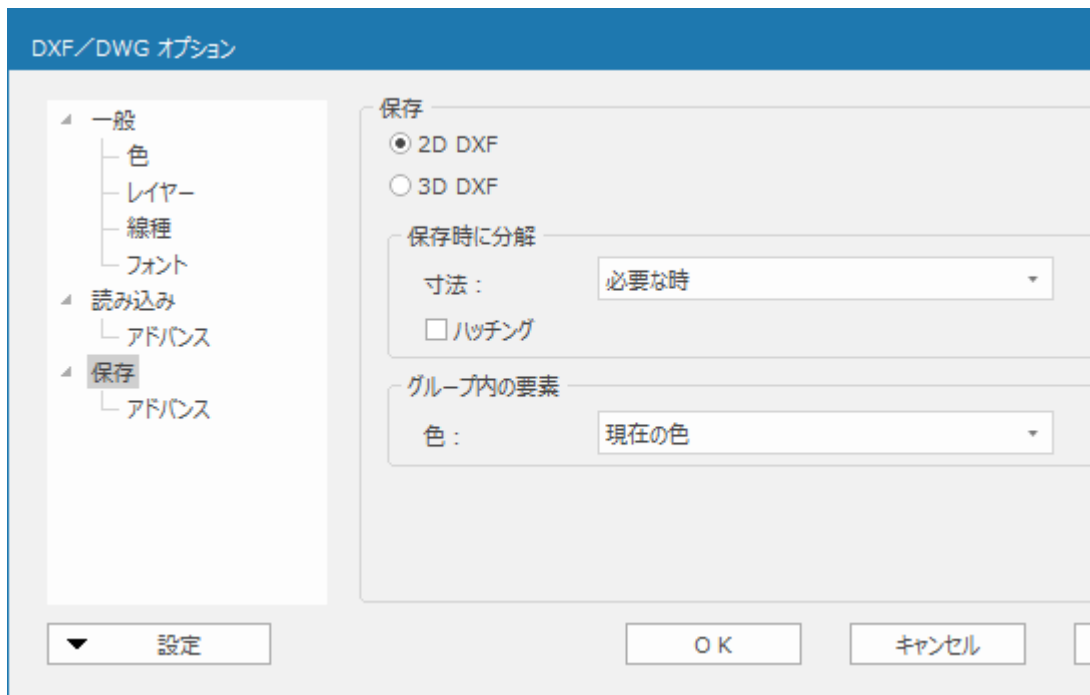 DXF／DWG オプション
一般
色
レイヤー
線種
フォント
読み込み
アドバンス
保存
アドバンス
保存
2D DXF
3D DXF
保存時に分解
寸法： 必要な時
ハッチング
グループ内の要素
色： 現在の色
設定
ＯＫ
キャンセル